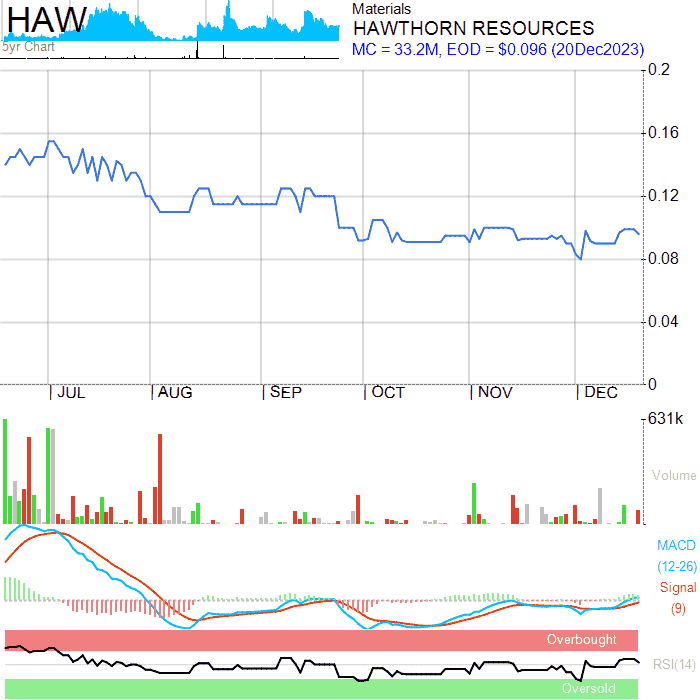 HAW
5yr Chart
Materials
HAWTHORN RESOURCES
MC = 33.2M, EOD = $0.096 (20Dec2023)
0.2
0.16
0.12
0.08
0.04
0
JUL AUG SEP OCT NOV DEC
631k
Volume
MACD
(12-26)
Signal
(9)
Overbought
RSI(14)
Oversold